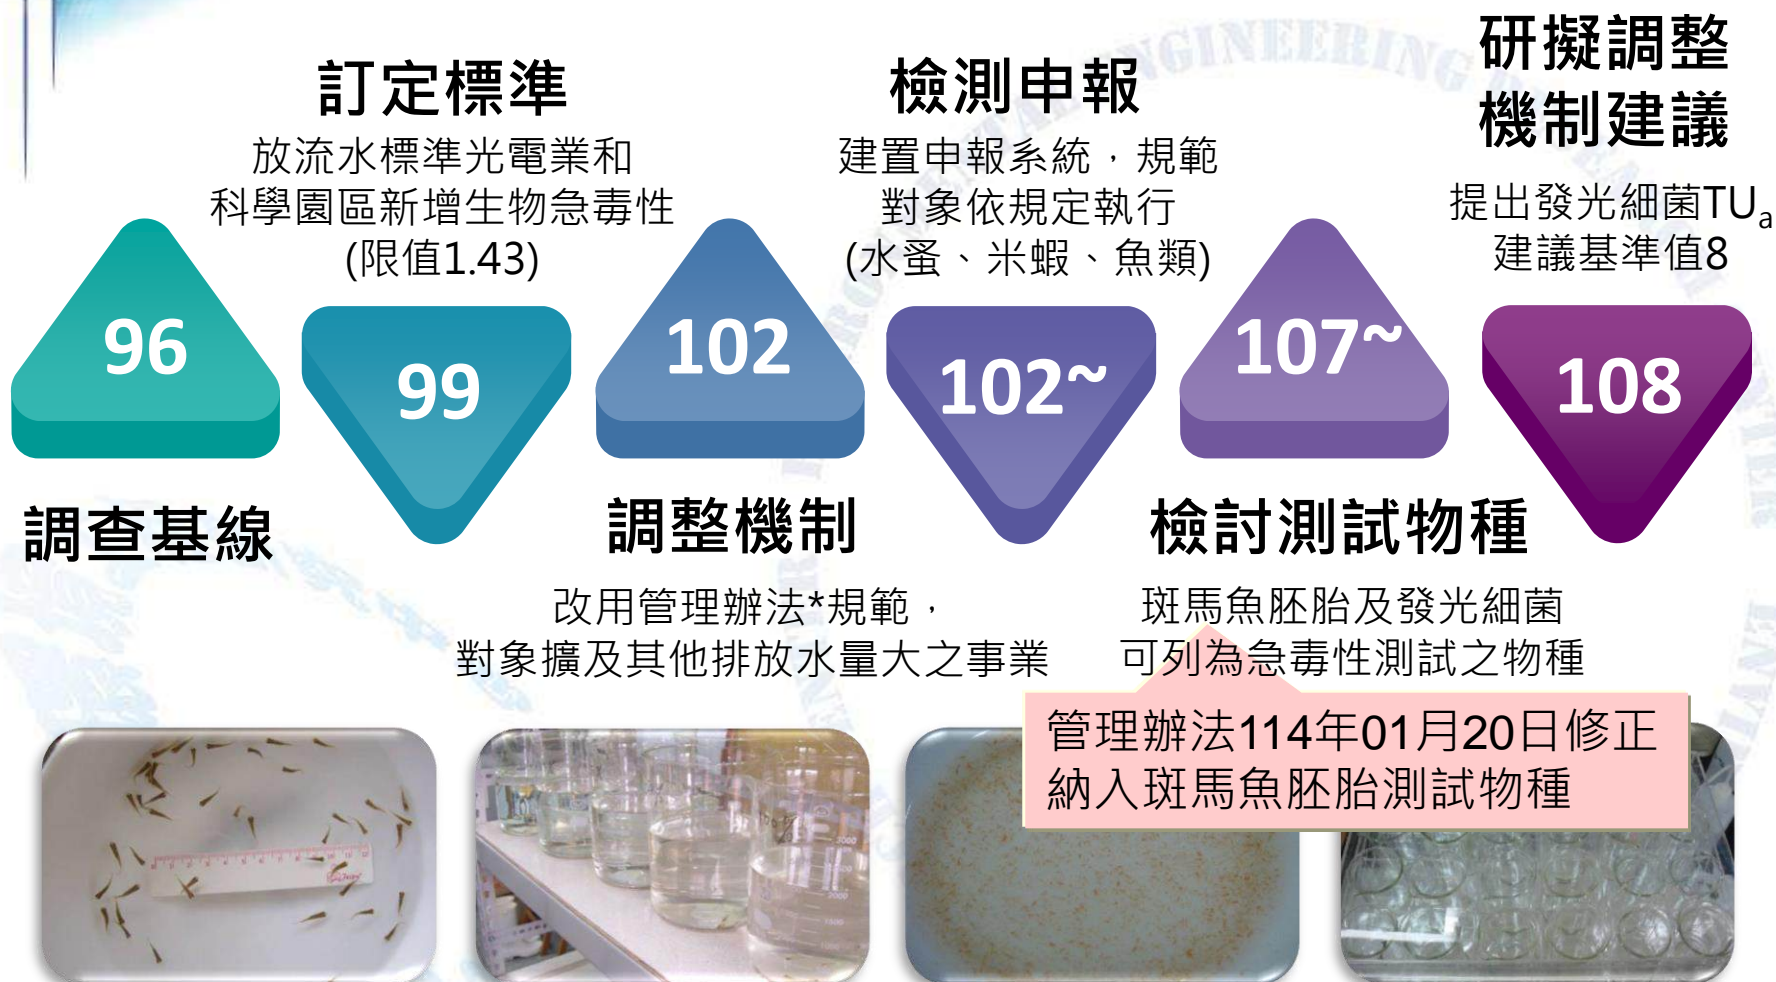 訂定標準
放流水標準光電業和
科學園區新增生物急毒性
(限值1.43)
檢測申報
建置申報系統，規範
對象依規定執行
(水蚤、米蝦、魚類)
研擬調整
機制建議
提出發光細菌TUa
建議基準值8
96
99
102
102~
107~
108
調查基線
調整機制
改用管理辦法*規範，
對象擴及其他排放水量大之事業
檢討測試物種
斑馬魚胚胎及發光細菌
可列為急毒性測試之物種
管理辦法114年01月20日修正
納入斑馬魚胚胎測試物種